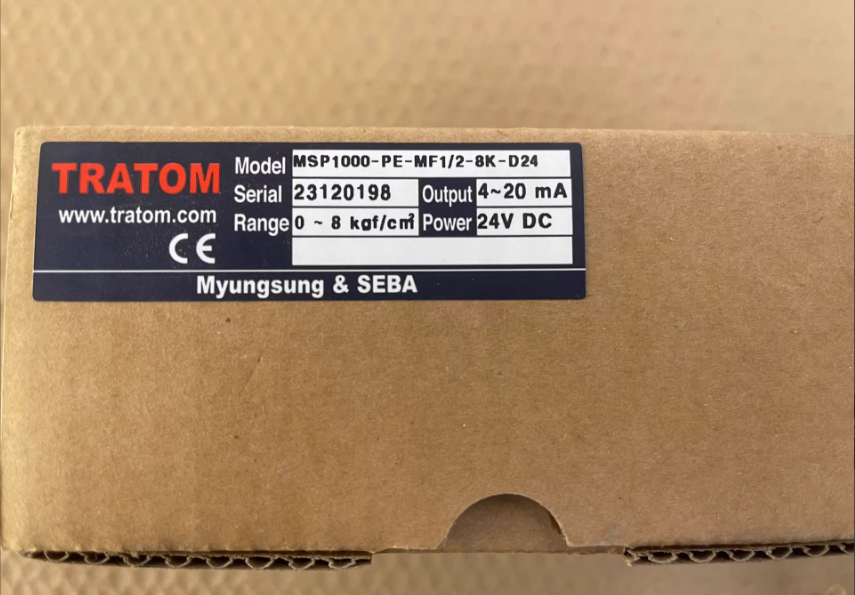 TRATOM
www.tratom.com
CE
Model MSP1000-PE-MF1/2-8K-D24
Serial 23120198 Output 4~20 mA
Range 0 ~ 8 kgf/cm² Power 24V DC
Myungsung & SEBA